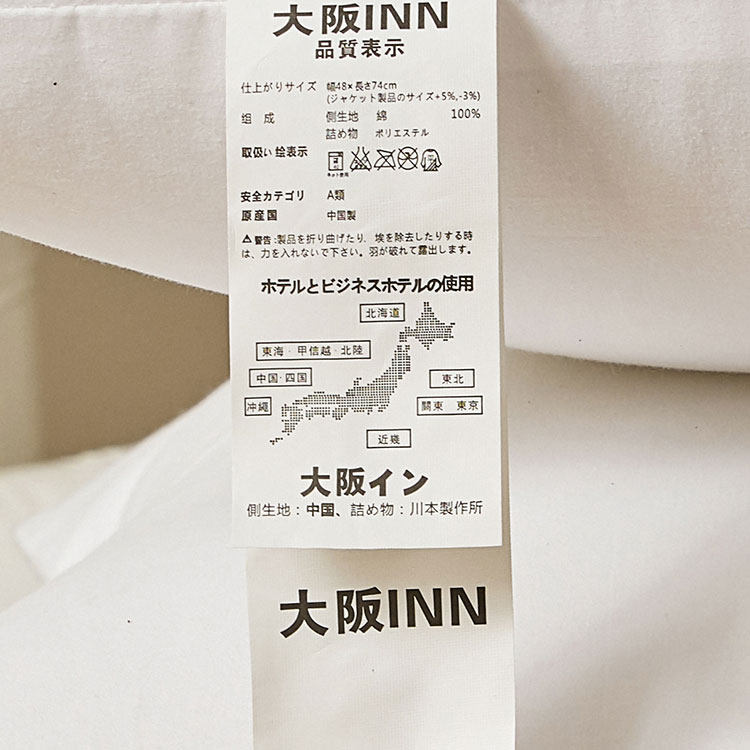 大阪INN
品質表示
仕上がりサイズ 幅48×長さ74cm
(ジャケット製品のサイズ+5%,-3%)
组成 側生地 綿 100%
詰め物 ポリエステル
取扱い絵表示
ネット使用
安全カテゴリ A類
原産国 中国製
⚠警告:製品を折り曲げたり、埃を除去したりする時
は、力を入れないで下さい。羽が破れて露出します。
ホテルとビジネスホテルの使用
北海道
東海·甲信越·北陸
中国·四国
東北
沖縄
關東 東京
近畿
大阪イン
側生地:中国、詰め物:川本製作所
大阪INN